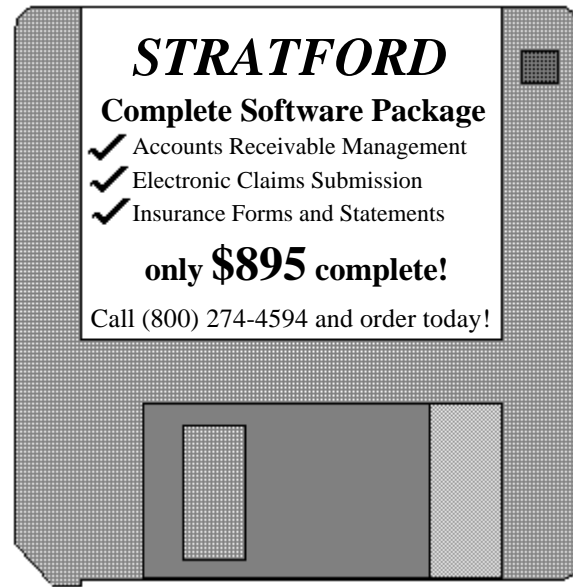 STRATFORD
Complete Software Package
Accounts Receivable Management
Electronic Claims Submission
Insurance Forms and Statements
only $895 complete!
Call (800) 274-4594 and order today!